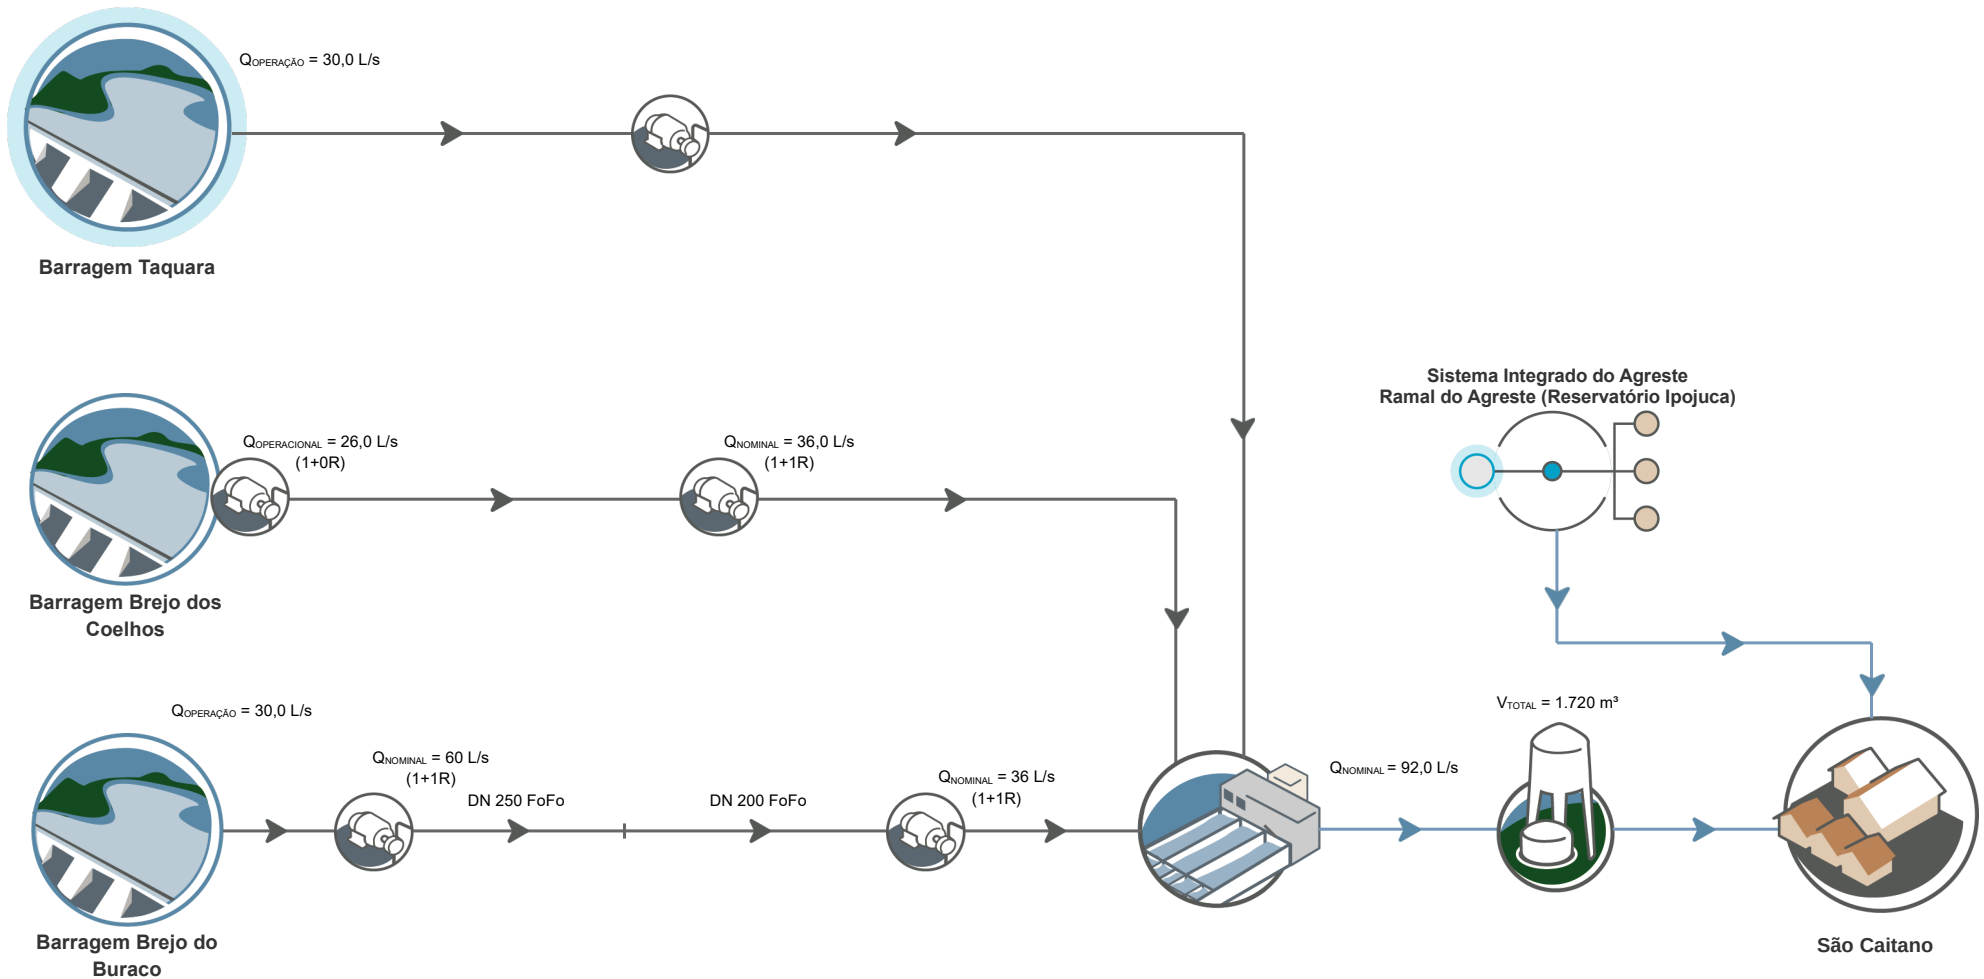 QOPERAÇÃO = 30,0 L/s
Barragem Taquara
Sistema Integrado do Agreste
Ramal do Agreste (Reservatório Ipojuca)
QOPERACIONAL = 26,0 L/s
(1+0R)
QNOMINAL = 36,0 L/s
(1+1R)
Barragem Brejo dos
Coelhos
QOPERAÇÃO = 30,0 L/s
VTOTAL = 1.720 m³
QNOMINAL = 60 L/s
(1+1R)
DN 250 FoFo
DN 200 FoFo
QNOMINAL = 36 L/s
(1+1R)
QNOMINAL = 92,0 L/s
Barragem Brejo do
Buraco
São Caitano